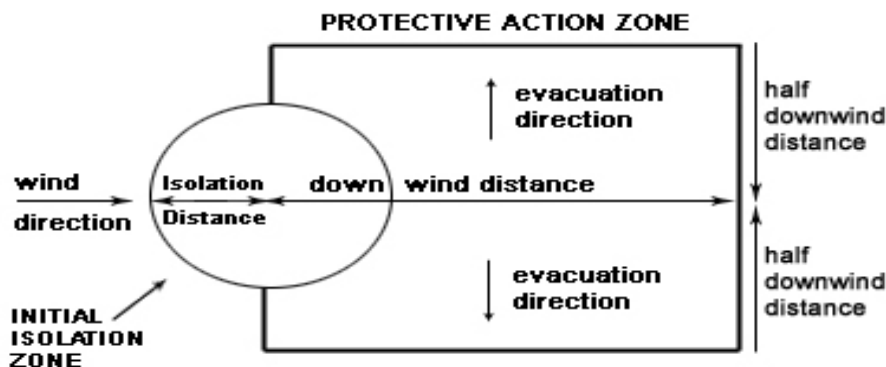 PROTECTIVE ACTION ZONE
evacuation
direction
half
downwind
distance
wind
direction
Isolation
Distance
down wind distance
evacuation
direction
half
downwind
distance
INITIAL
ISOLATION
ZONE